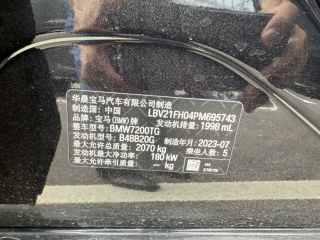 华晨宝马汽车有限公司制造
制造国：中国 LBV21FH04PM695743
品牌：宝马(BMW)牌 发动机排量：1998 mL
整车型号：BMW7200TG
发动机型号：B48B20G 制造年月：2023-07
最大允许总质量：2070 kg 乘坐人数：5
发动机最大净功率：180 kW
最大允许牵引质量：— kg